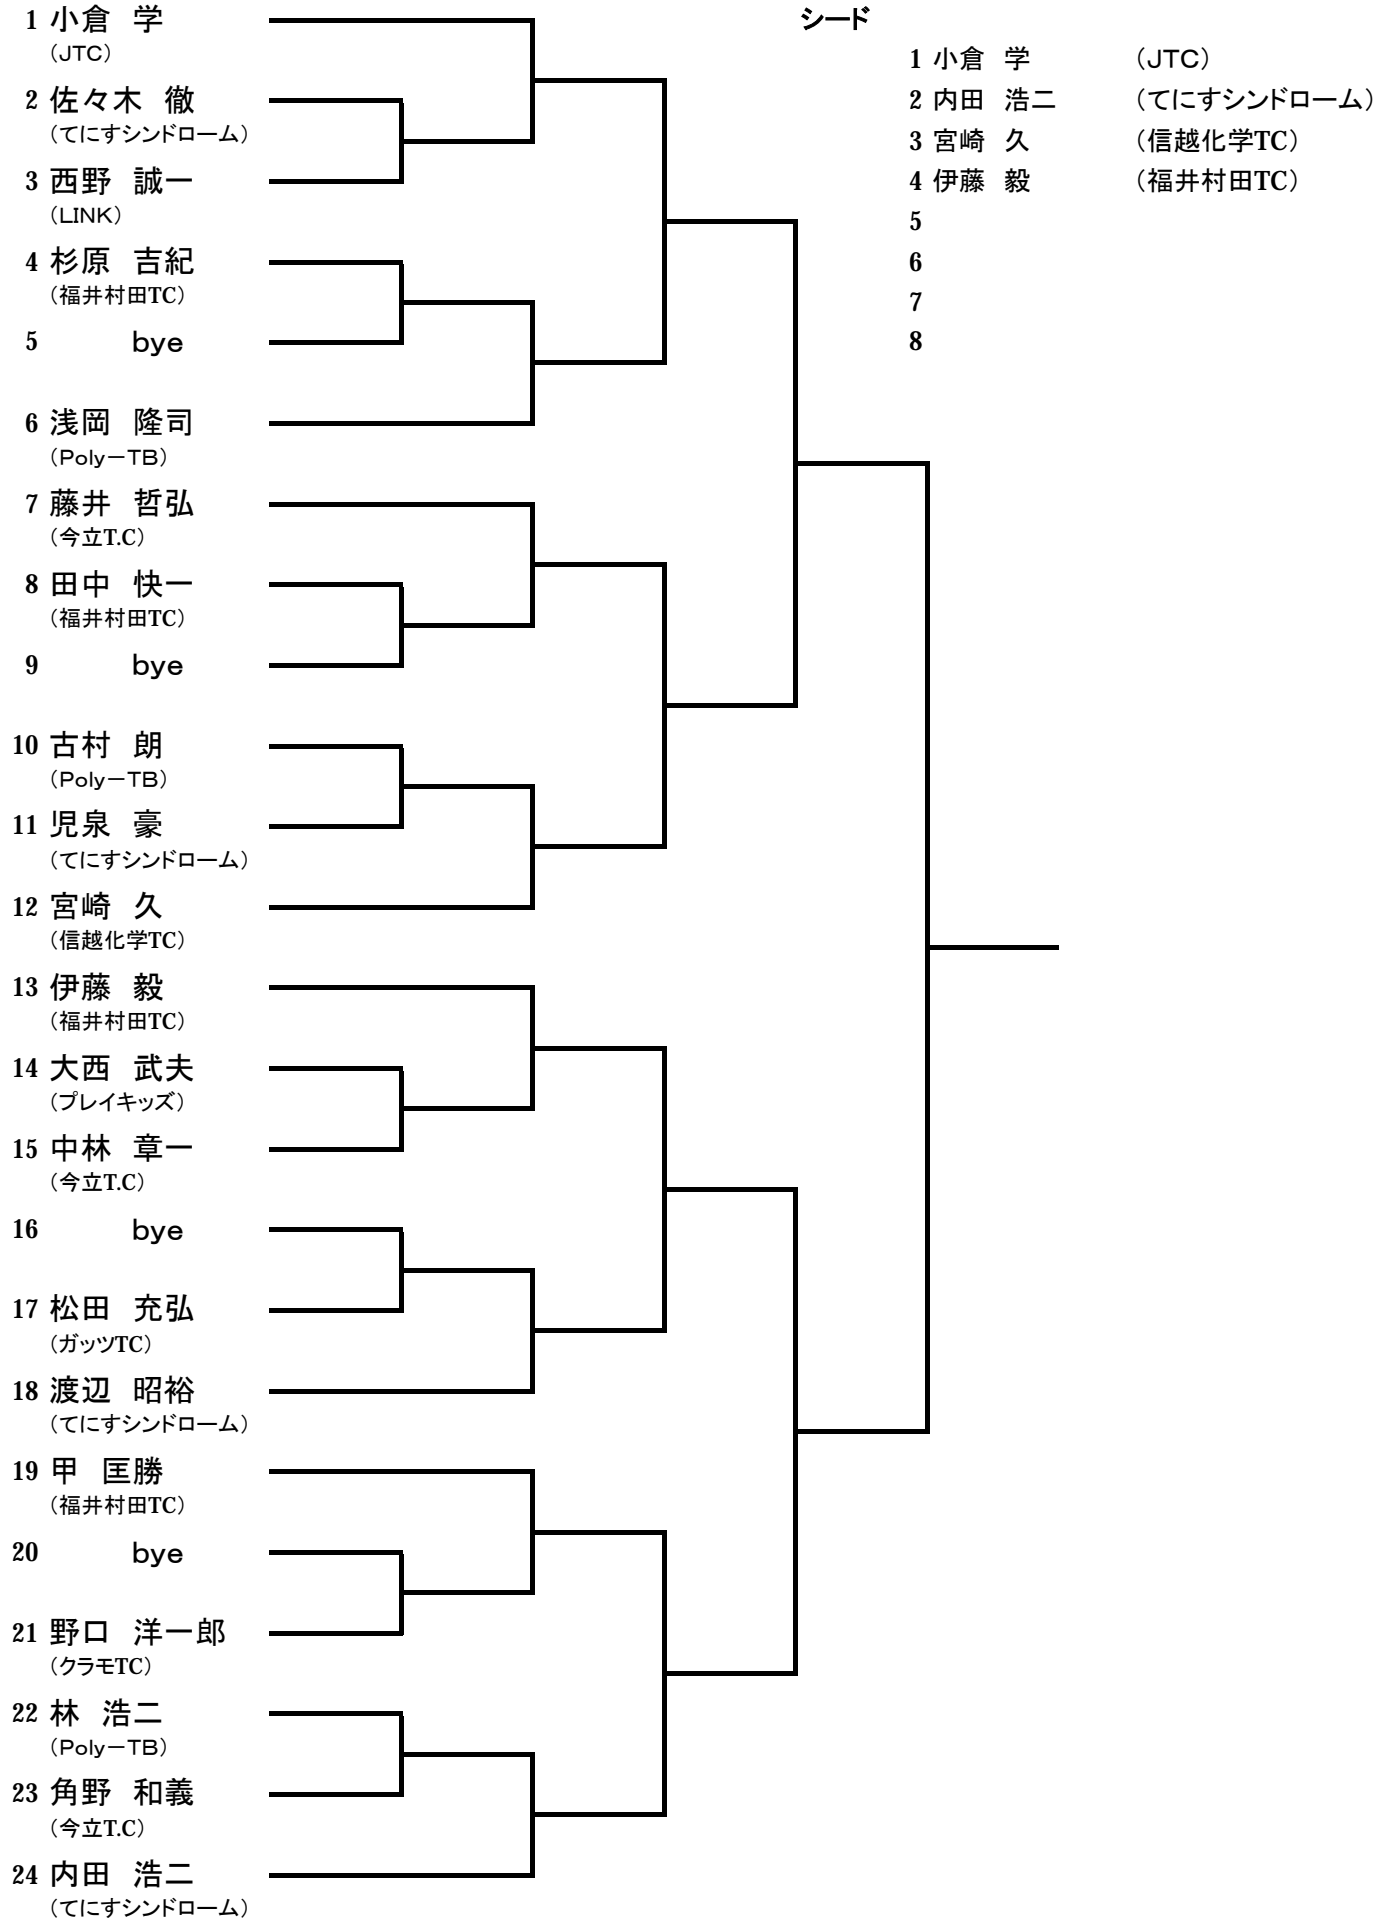 1 小倉　学
（JTC）
2 佐々木　徹
（てにすシンドローム）
3 西野　誠一
（LINK）
4 杉原　吉紀
（福井村田TC）
5 bye
6 浅岡　隆司
（Poly－TB）
7 藤井　哲弘
（今立T.C）
8 田中　快一
（福井村田TC）
9 bye
10 古村　朗
（Poly－TB）
11 児泉　豪
（てにすシンドローム）
12 宮崎　久
（信越化学TC）
13 伊藤　毅
（福井村田TC）
14 大西　武夫
（プレイキッズ）
15 中林　章一
（今立T.C）
16 bye
17 松田　充弘
（ガッツTC）
18 渡辺　昭裕
（てにすシンドローム）
19 甲　匡勝
（福井村田TC）
20 bye
21 野口　洋一郎
（クラモTC）
22 林　浩二
（Poly－TB）
23 角野　和義
（今立T.C）
24 内田　浩二
（てにすシンドローム）
シード
1 小倉　学 （JTC）
2 内田　浩二 （てにすシンドローム）
3 宮崎　久 （信越化学TC）
4 伊藤　毅 （福井村田TC）
5
6
7
8